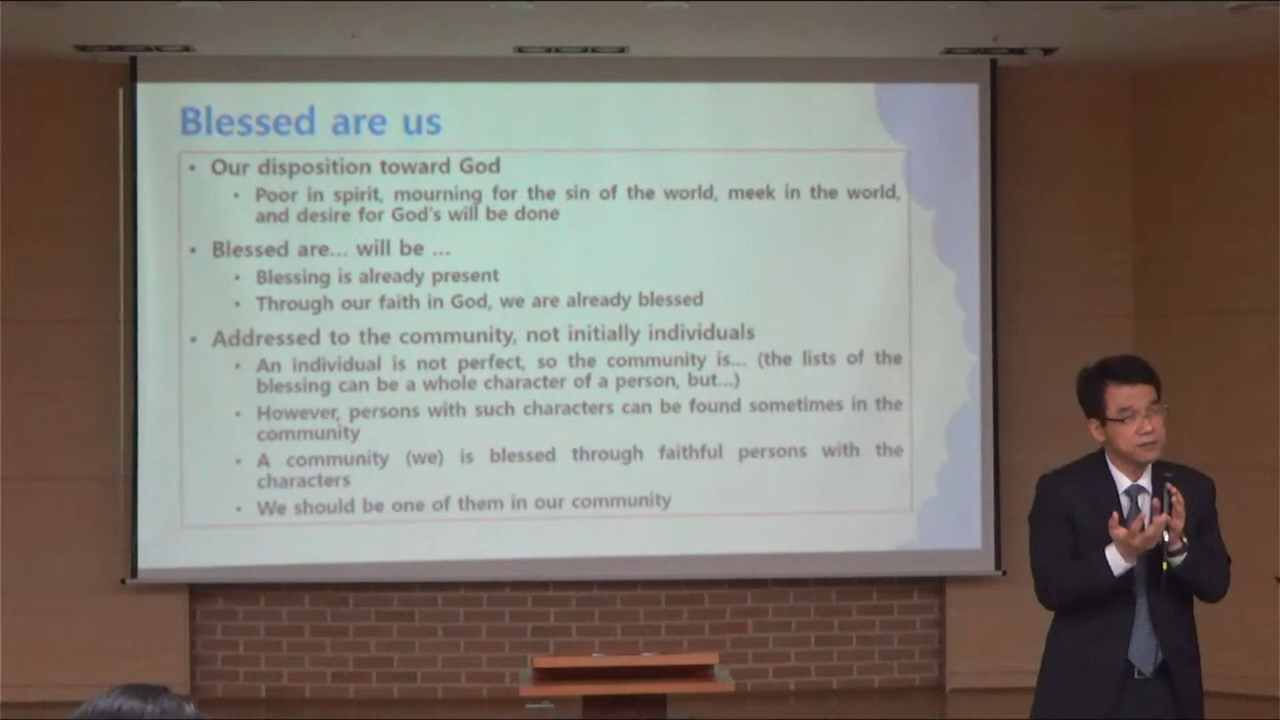 Blessed are us
• Our disposition toward God
• Poor in spirit, mourning for the sin of the world, meek in the world,
and desire for God's will be done
• Blessed are... will be ...
• Blessing is already present
• Through our faith in God, we are already blessed
• Addressed to the community, not initially individuals
• An individual is not perfect, so the community is... (the lists of the
blessing can be a whole character of a person, but...)
• However, persons with such characters can be found sometimes in the
community
• A community (we) is blessed through faithful persons with the
characters
• We should be one of them in our community